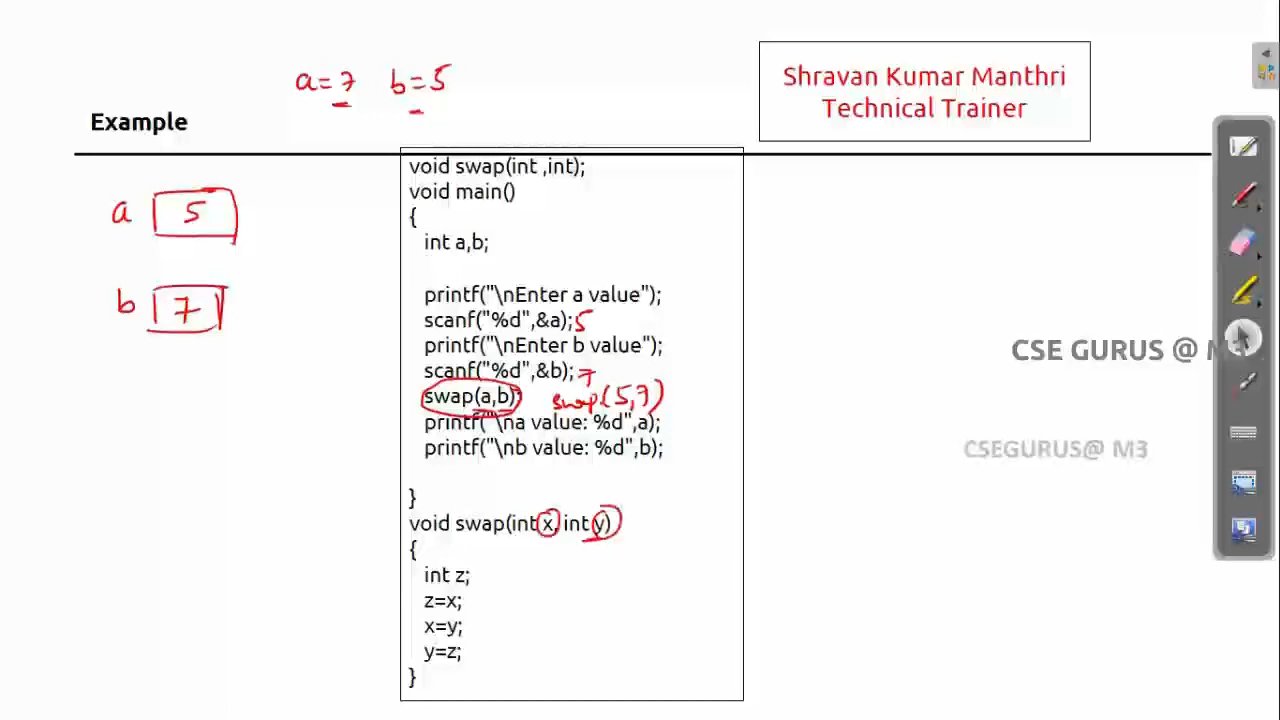 a=7 b=5
Shravan Kumar Manthri
Technical Trainer
Example
a 5
b 7
void swap(int ,int);
void main()
{
int a,b;
printf("\nEnter a value");
scanf("%d",&a); 5
printf("\nEnter b value");
scanf("%d",&b); 7
swap(a,b); swap(5,7)
printf("\na value: %d",a);
printf("\nb value: %d",b);
}
void swap(int x, int y)
{
int z;
z=x;
x=y;
y=z;
}
CSE GURUS @ M3
CSEGURUS@ M3